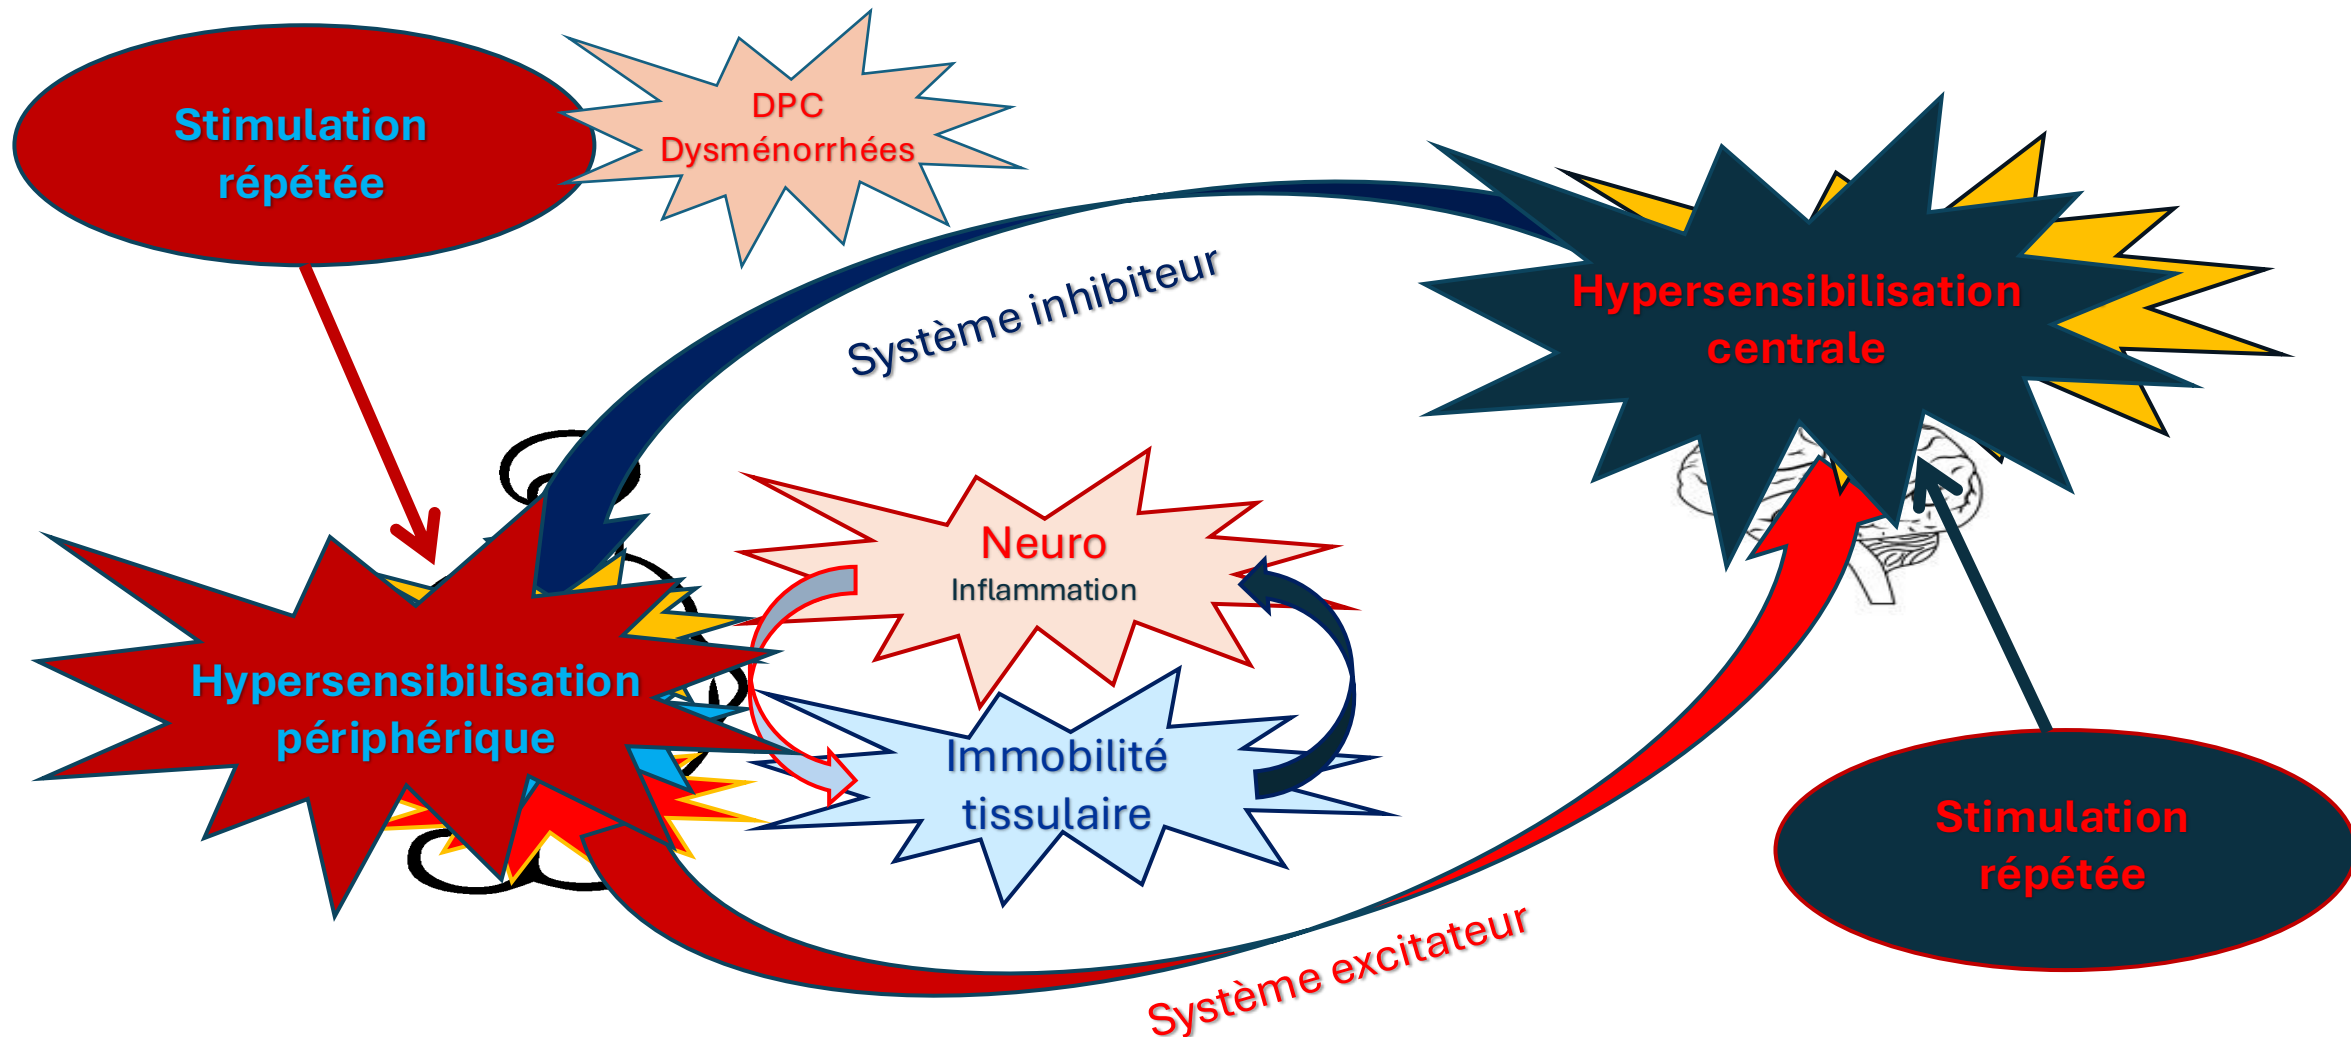 Stimulation
répétée
DPC
Dysménorrhées
Système inhibiteur
Hypersensibilisation
centrale
Neuro
Inflammation
Hypersensibilisation
périphérique
Immobilité
tissulaire
Stimulation
répétée
Système excitateur